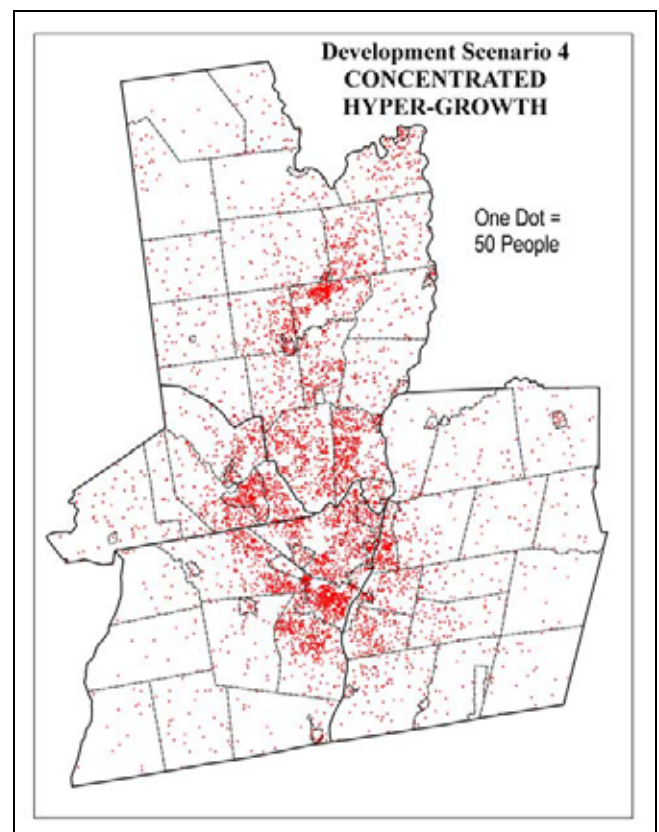 Development Scenario 4
CONCENTRATED
HYPER-GROWTH
One Dot =
50 People